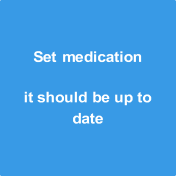 Set medication
it should be up to
date